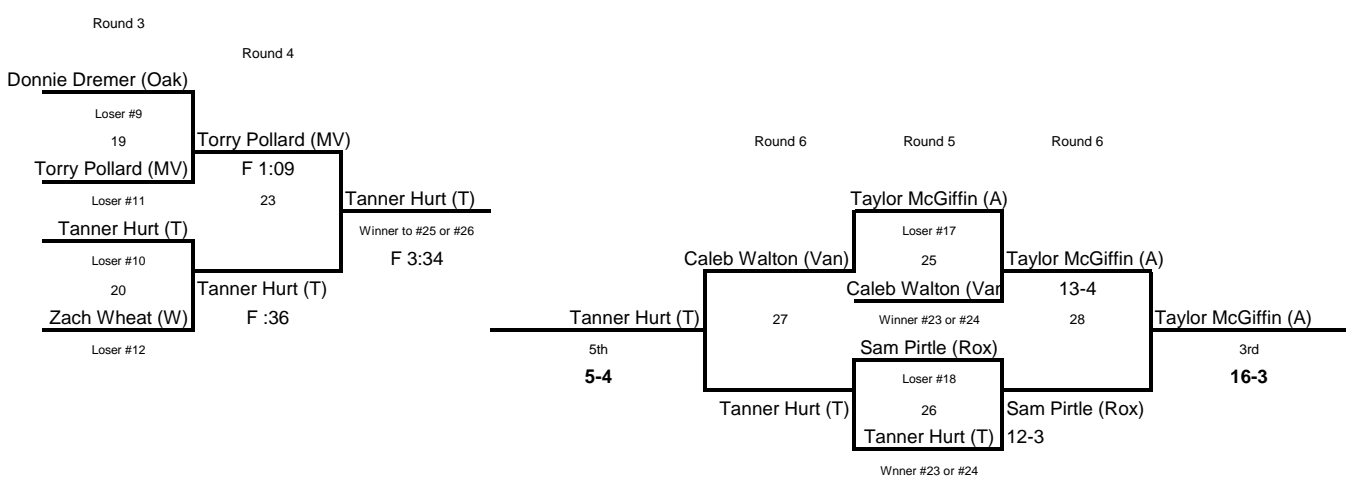 Round 3
Round 4
Donnie Dremer (Oak)
Loser #9
19
Torry Pollard (MV)
Torry Pollard (MV)
F 1:09
Loser #11
23
Tanner Hurt (T)
Tanner Hurt (T)
Winner to #25 or #26
F 3:34
Loser #10
20
Tanner Hurt (T)
Zach Wheat (W)
F :36
Loser #12
Round 6
Round 5
Round 6
Taylor McGiffin (A)
Loser #17
Caleb Walton (Van)
25
Taylor McGiffin (A)
Caleb Walton (Van
13-4
Tanner Hurt (T)
27
Winner #23 or #24
28
Taylor McGiffin (A)
5th
Sam Pirtle (Rox)
3rd
5-4
Loser #18
16-3
Tanner Hurt (T)
26
Sam Pirtle (Rox)
Tanner Hurt (T)
12-3
Wnner #23 or #24